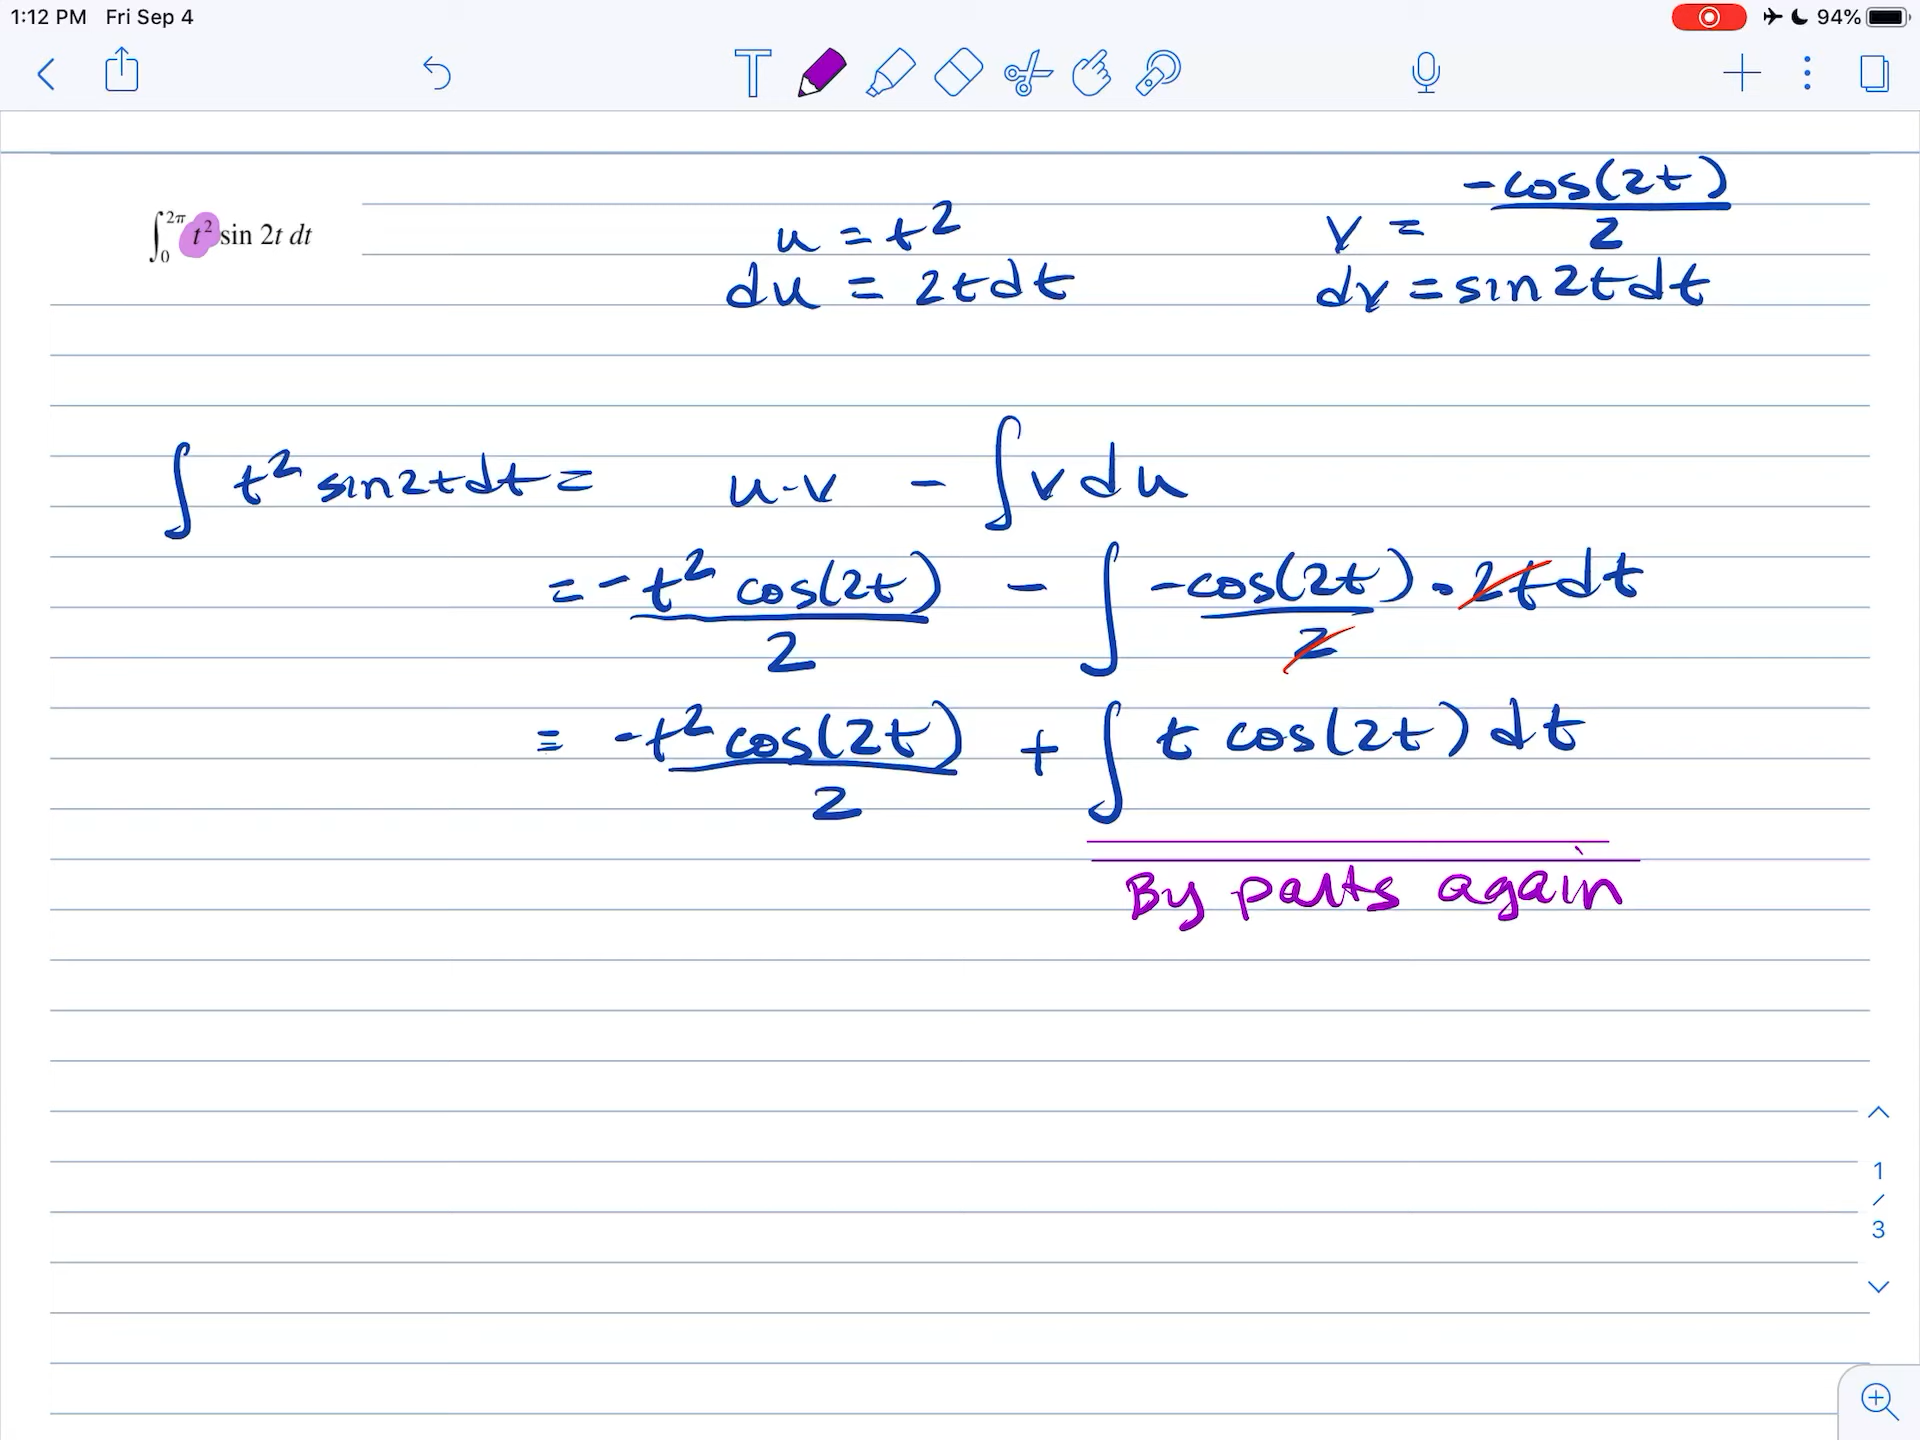 1:12 PM Fri Sep 4 94%
T
∫₀^{2π} t² sin 2t dt
u = t²
du = 2t dt
v = -cos(2t)/2
dv = sin 2t dt
∫ t² sin 2t dt = u·v - ∫ v du
= - t² cos(2t)/2 - ∫ -cos(2t)/2 · 2t dt
= -t² cos(2t)/2 + ∫ t cos(2t) dt
By parts again
1
/
3